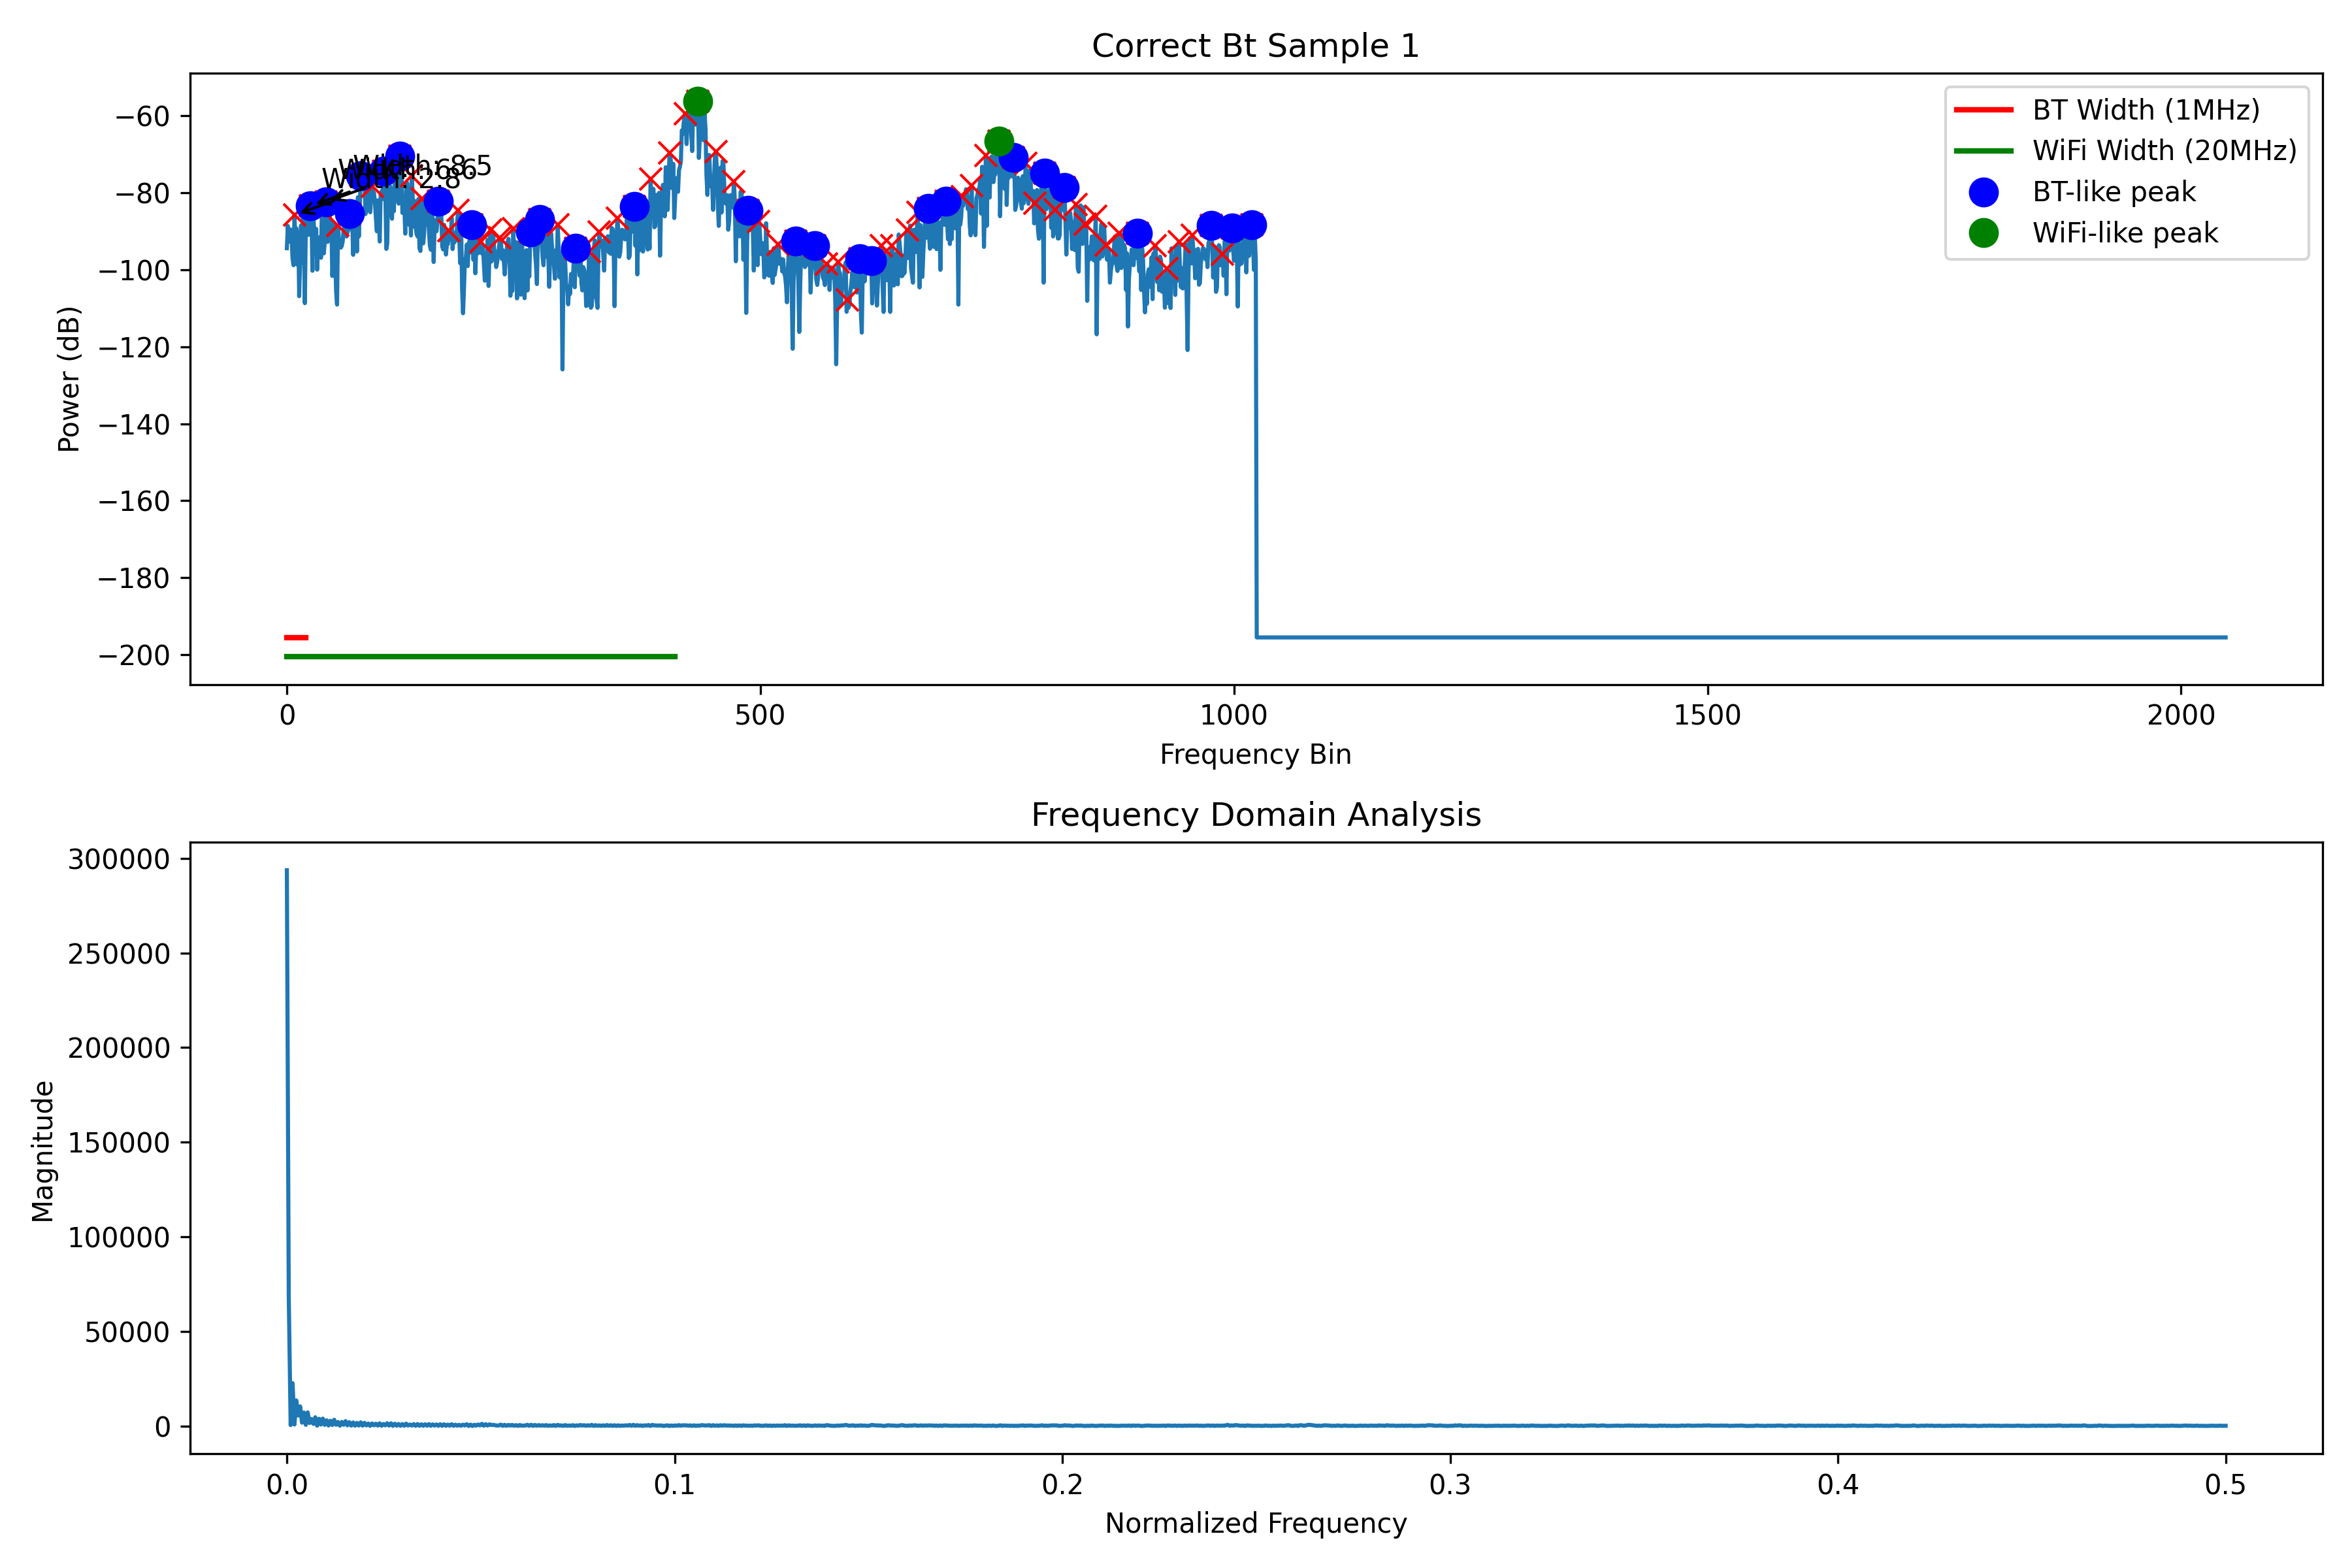 Correct Bt Sample 1
BT Width (1MHz)
WiFi Width (20MHz)
BT-like peak
WiFi-like peak
−60
−80
−100
−120
−140
−160
−180
−200
Power (dB)
0
500
1000
1500
2000
Frequency Bin
Frequency Domain Analysis
300000
250000
200000
150000
100000
50000
0
Magnitude
0.0
0.1
0.2
0.3
0.4
0.5
Normalized Frequency